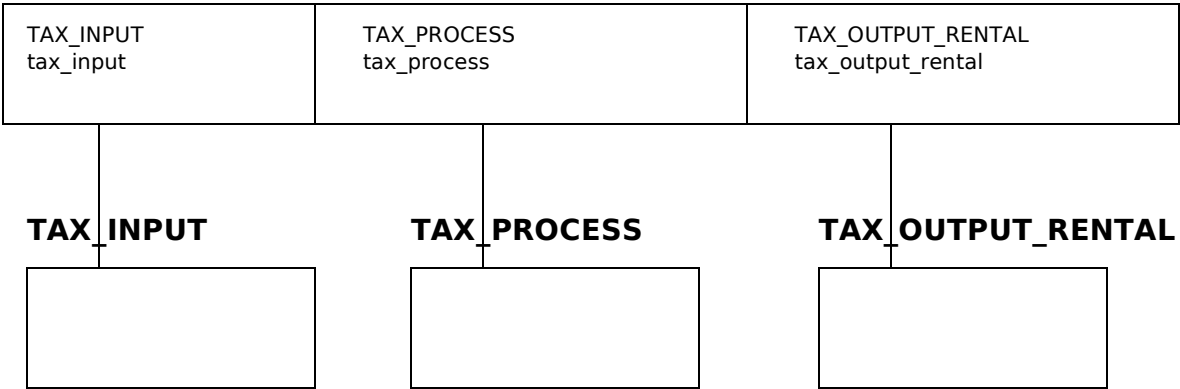 TAX_INPUT
tax_input
TAX_PROCESS
tax_process
TAX_OUTPUT_RENTAL
tax_output_rental
TAX_INPUT
TAX_PROCESS
TAX_OUTPUT_RENTAL